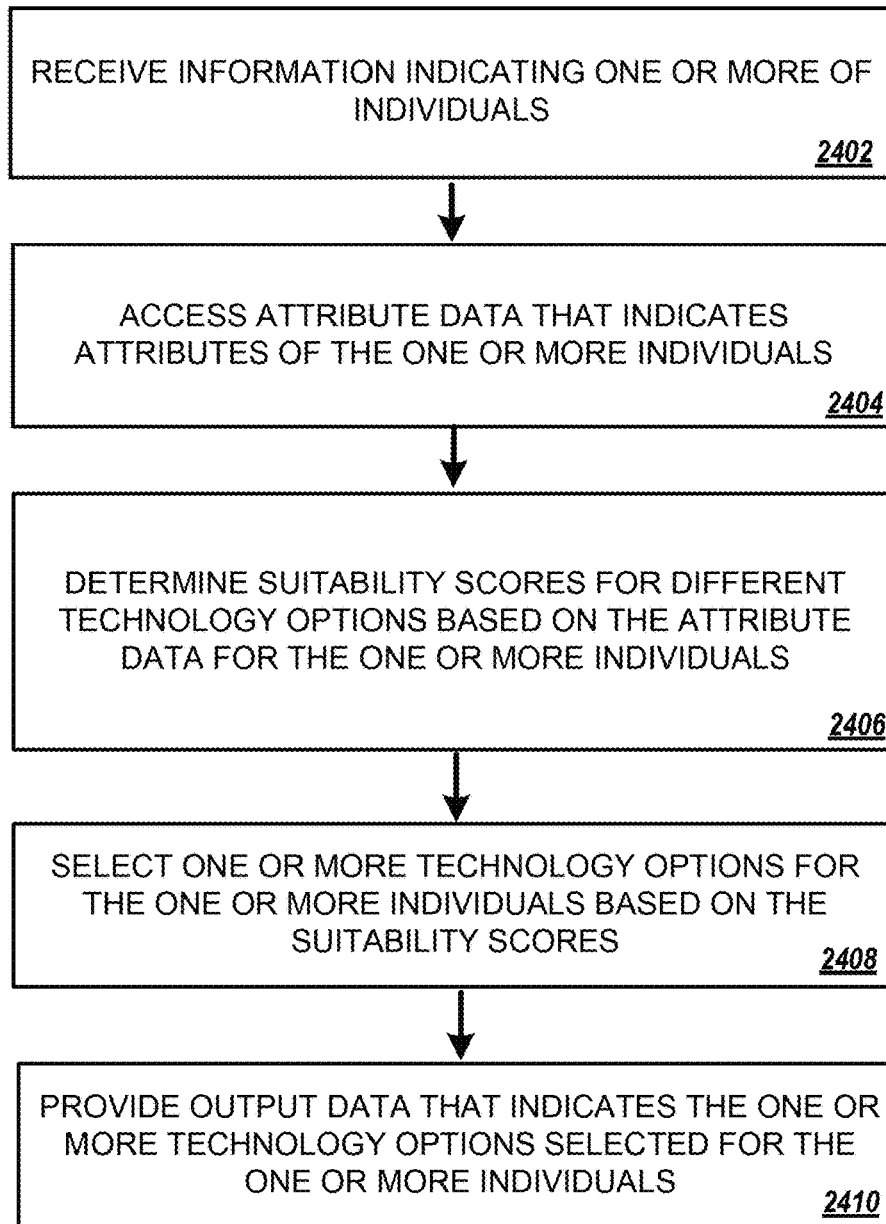 RECEIVE INFORMATION INDICATING ONE OR MORE OF
INDIVIDUALS
2402
ACCESS ATTRIBUTE DATA THAT INDICATES
ATTRIBUTES OF THE ONE OR MORE INDIVIDUALS
2404
DETERMINE SUITABILITY SCORES FOR DIFFERENT
TECHNOLOGY OPTIONS BASED ON THE ATTRIBUTE
DATA FOR THE ONE OR MORE INDIVIDUALS
2406
SELECT ONE OR MORE TECHNOLOGY OPTIONS FOR
THE ONE OR MORE INDIVIDUALS BASED ON THE
SUITABILITY SCORES
2408
PROVIDE OUTPUT DATA THAT INDICATES THE ONE OR
MORE TECHNOLOGY OPTIONS SELECTED FOR THE
ONE OR MORE INDIVIDUALS
2410